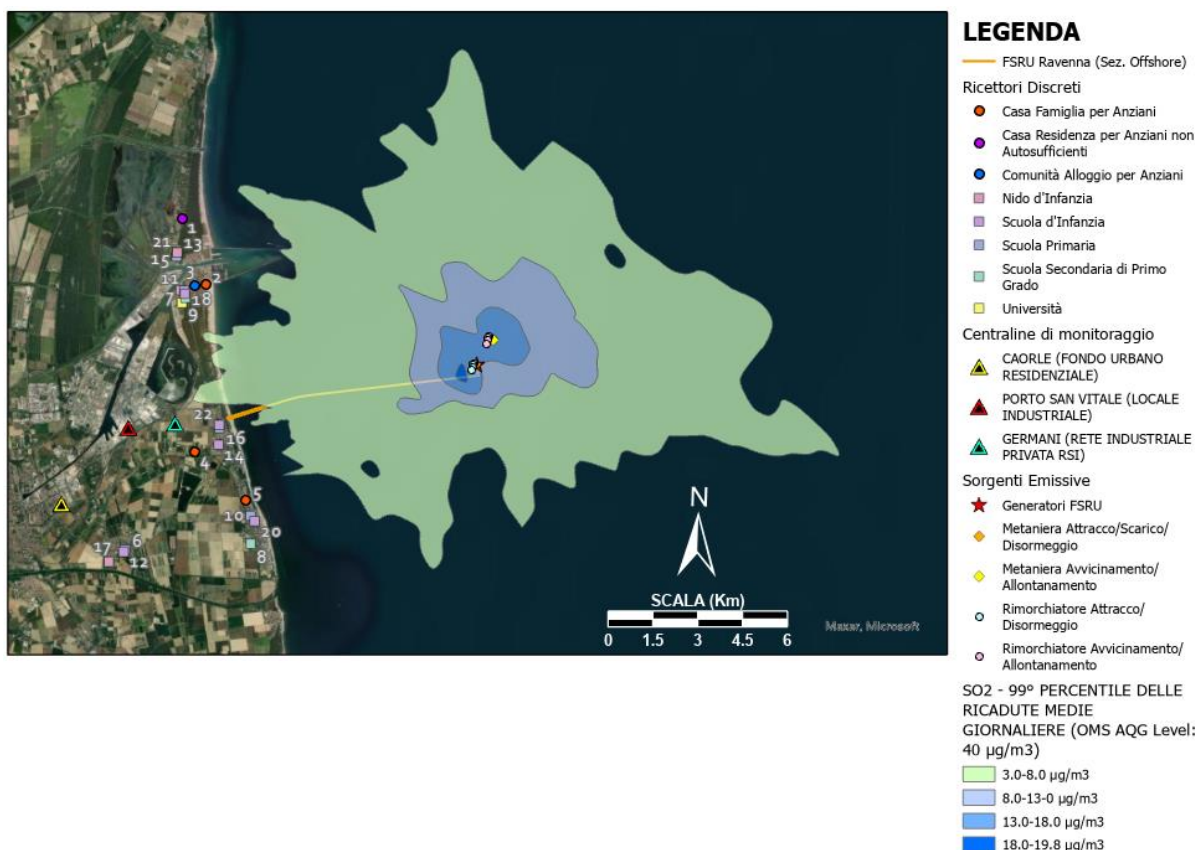 1
21
13
15
3
2
11
7
18
9
22
16
4
14
5
10
20
6
17
12
8
N
SCALA (Km)
0 1.5 3 4.5 6
Maxar, Microsoft
LEGENDA
FSRU Ravenna (Sez. Offshore)
Ricettori Discreti
Casa Famiglia per Anziani
Casa Residenza per Anziani non
Autosufficienti
Comunità Alloggio per Anziani
Nido d'Infanzia
Scuola d'Infanzia
Scuola Primaria
Scuola Secondaria di Primo
Grado
Università
Centraline di monitoraggio
CAORLE (FONDO URBANO
RESIDENZIALE)
PORTO SAN VITALE (LOCALE
INDUSTRIALE)
GERMANI (RETE INDUSTRIALE
PRIVATA RSI)
Sorgenti Emissive
Generatori FSRU
Metaniera Attracco/Scarico/
Disormeggio
Metaniera Avvicinamento/
Allontanamento
Rimorchiatore Attracco/
Disormeggio
Rimorchiatore Avvicinamento/
Allontanamento
SO2 - 99° PERCENTILE DELLE
RICADUTE MEDIE
GIORNALIERE (OMS AQG Level:
40 µg/m3)
3.0-8.0 µg/m3
8.0-13-0 µg/m3
13.0-18.0 µg/m3
18.0-19.8 µg/m3